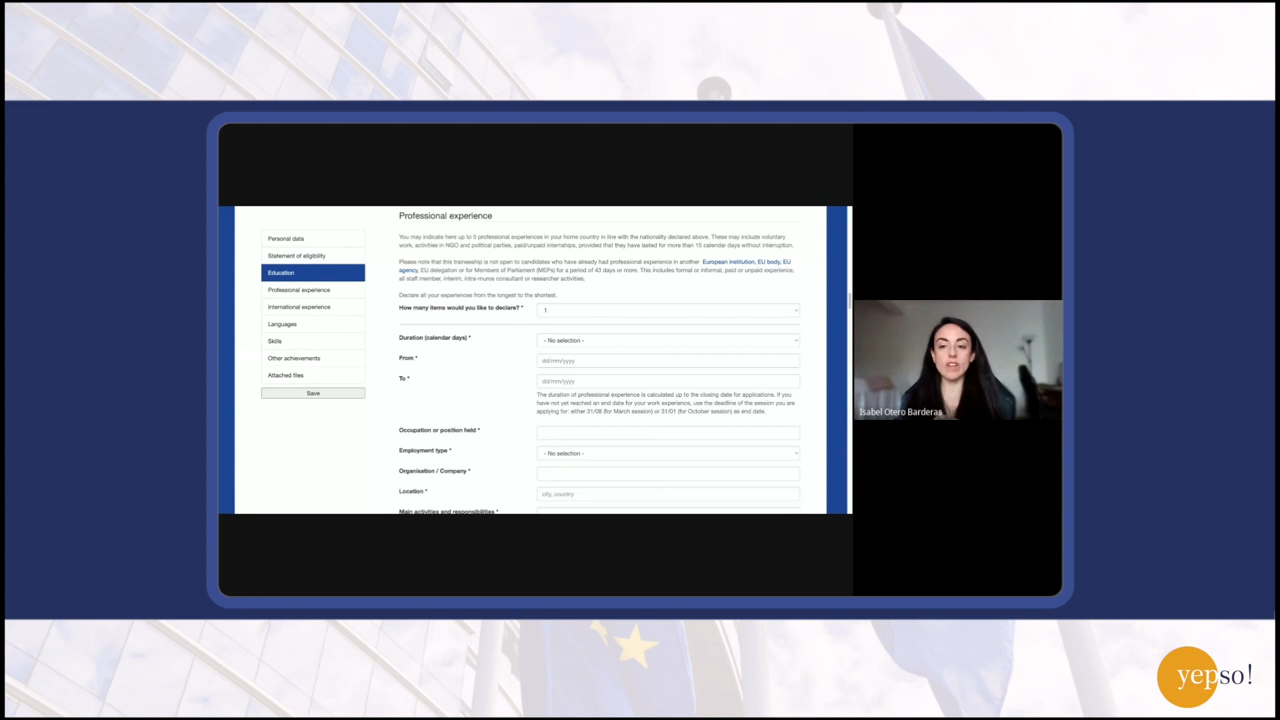 Professional experience
You may indicate here up to 5 professional experiences in your home country in line with the nationality declared above. These may include voluntary
work, activities in NGO and political parties, paid/unpaid internships, provided that they have lasted for more than 15 calendar days without interruption.
Please note that this traineeship is not open to candidates who have already had professional experience in another European institution, EU body, EU
agency, EU delegation or for Members of Parliament (MEPs) for a period of 43 days or more. This includes formal or informal, paid or unpaid experience,
as staff member, interim, intra-muros consultant or researcher activities.
Declare all your experiences from the longest to the shortest.
How many items would you like to declare? * 1
Duration (calendar days) * - No selection -
From * dd/mm/yyyy
To * dd/mm/yyyy
The duration of professional experience is calculated up to the closing date for applications. If you
have not yet reached an end date for your work experience, use the deadline of the session you are
applying for: either 31/08 (for March session) or 31/01 (for October session) as end date.
Occupation or position held *
Employment type * - No selection -
Organisation / Company *
Location * city, country
Main activities and responsibilities *
Personal data
Statement of eligibility
Education
Professional experience
International experience
Languages
Skills
Other achievements
Attached files
Save
Isabel Otero Barderas
yepso!